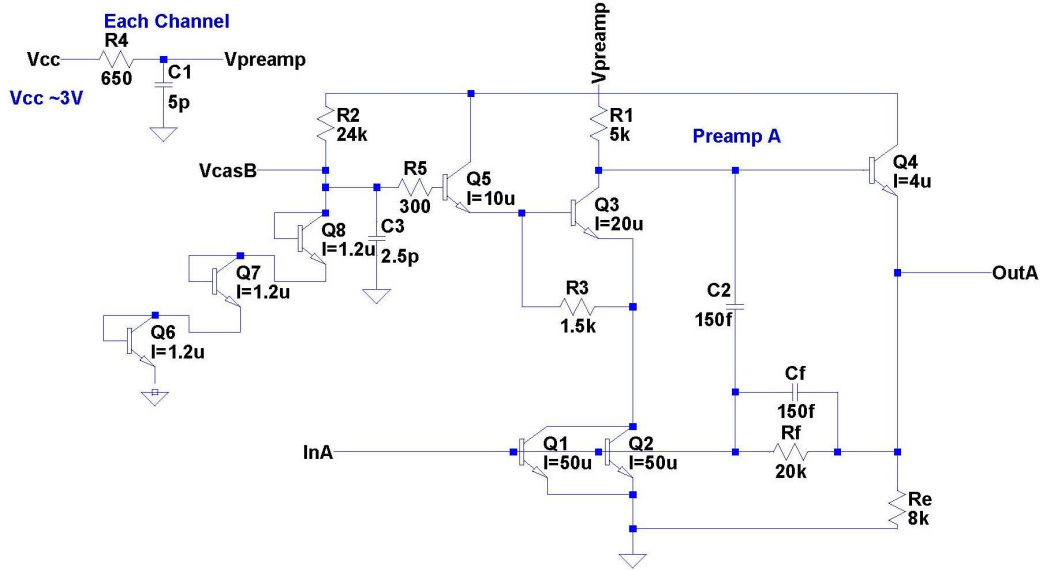 Each Channel
R4
Vcc
650
Vpreamp
C1
5p
Vcc ~3V
Vpreamp
R2
24k
R1
5k
Preamp A
VcasB
R5
300
Q5
I=10u
Q4
I=4u
Q3
I=20u
Q8
I=1.2u
C3
2.5p
Q7
I=1.2u
OutA
R3
1.5k
C2
150f
Q6
I=1.2u
Cf
150f
InA
Q1
I=50u
Q2
I=50u
Rf
20k
Re
8k